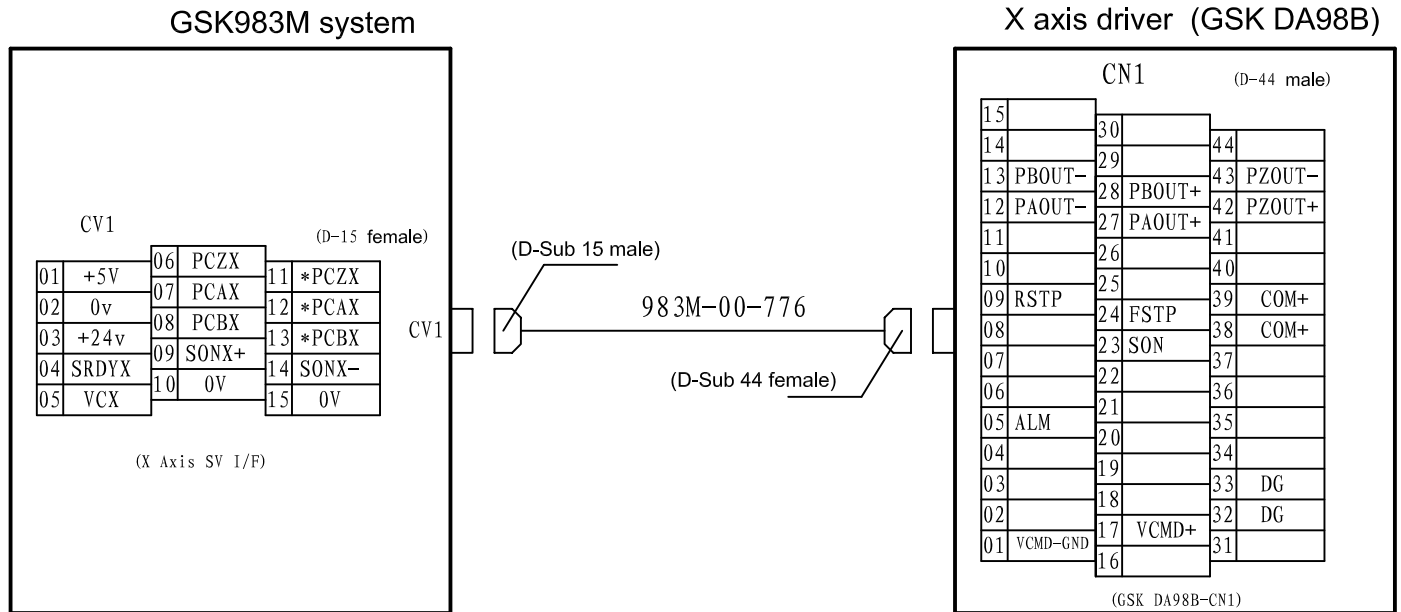 GSK983M system
X axis driver (GSK DA98B)
CV1
(D-15 female)
01 +5V
02 0v
03 +24v
04 SRDYX
05 VCX
06 PCZX
07 PCAX
08 PCBX
09 SONX+
10 0V
11 *PCZX
12 *PCAX
13 *PCBX
14 SONX-
15 0V
(X Axis SV I/F)
CV1
(D-Sub 15 male)
983M-00-776
(D-Sub 44 female)
CN1
(D-44 male)
15
14
13 PBOUT-
12 PAOUT-
11
10
09 RSTP
08
07
06
05 ALM
04
03
02
01 VCMD-GND
30
29
28 PBOUT+
27 PAOUT+
26
25
24 FSTP
23 SON
22
21
20
19
18
17 VCMD+
16
44
43 PZOUT-
42 PZOUT+
41
40
39 COM+
38 COM+
37
36
35
34
33 DG
32 DG
31
(GSK DA98B-CN1)